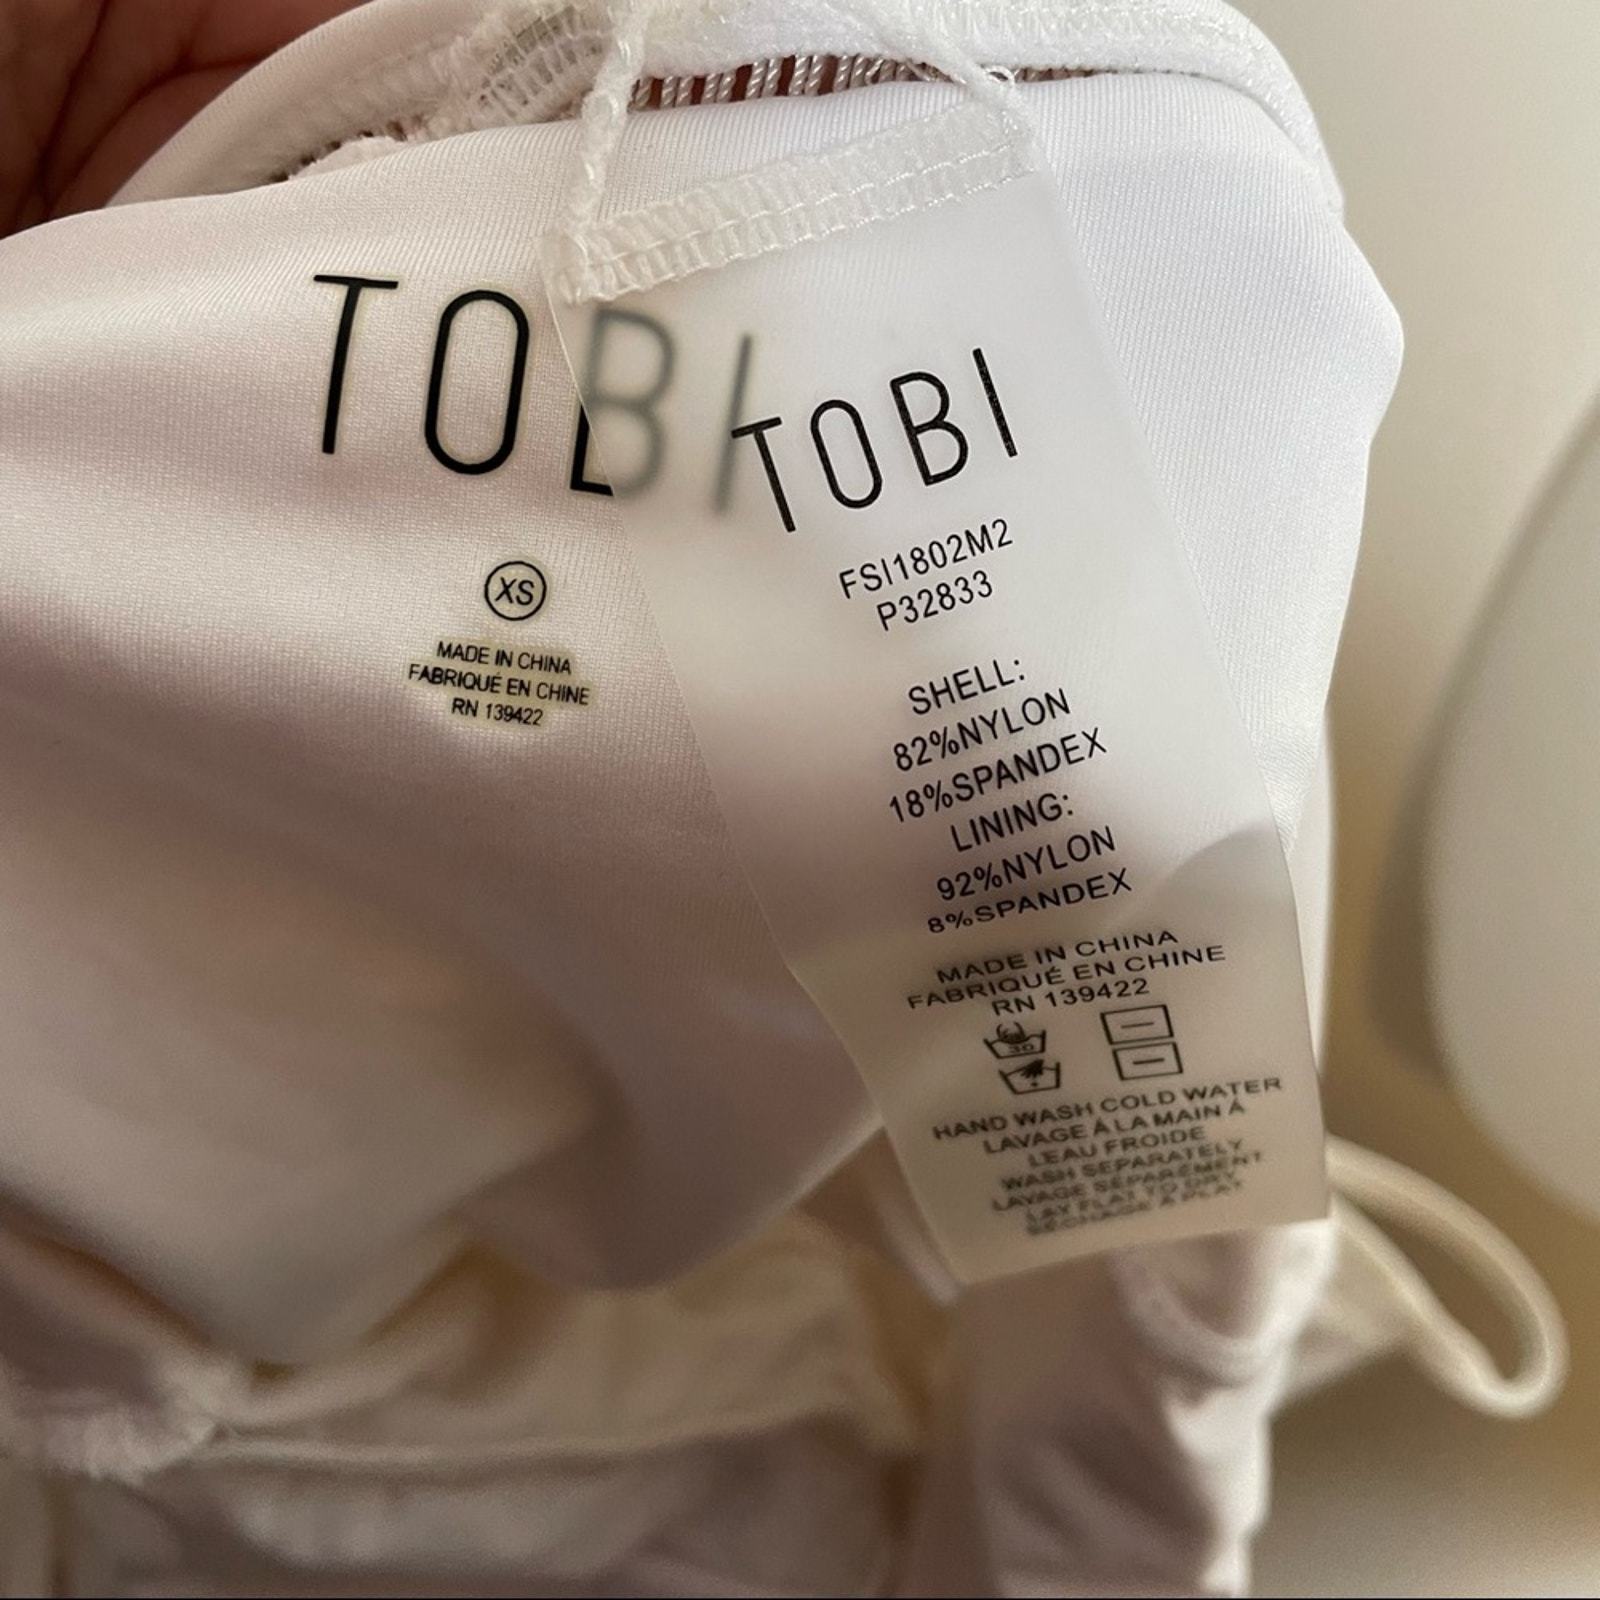 TOBI
XS
MADE IN CHINA
FABRIQUÉ EN CHINE
RN 139422
TOBI
FSI1802M2
P32833
SHELL:
82%NYLON
18%SPANDEX
LINING:
92%NYLON
8%SPANDEX
MADE IN CHINA
FABRIQUÉ EN CHINE
RN 139422
30
HAND WASH COLD WATER
LAVAGE À LA MAIN À
L'EAU FROIDE
WASH SEPARATELY
LAVAGE SÉPARÉMENT
LAY FLAT TO DRY
SÉCHAGE À PLAT